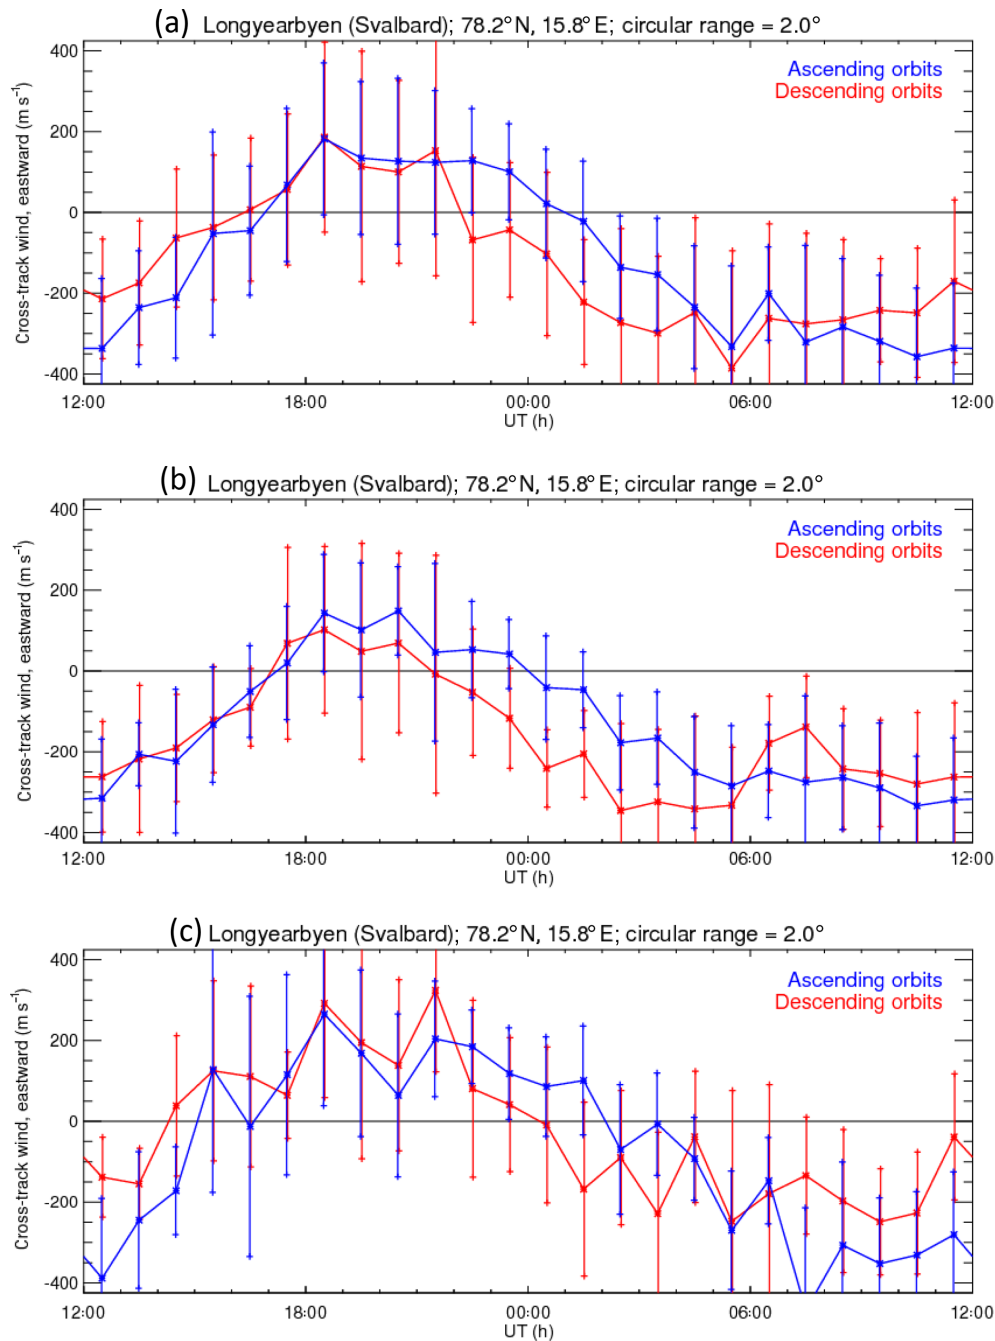 (a) Longyearbyen (Svalbard); 78.2°N, 15.8°E; circular range = 2.0°
Cross-track wind, eastward (m s⁻¹)
400
200
0
-200
-400
Ascending orbits
Descending orbits
12:00 18:00 00:00 06:00 12:00
UT (h)
(b) Longyearbyen (Svalbard); 78.2°N, 15.8°E; circular range = 2.0°
Cross-track wind, eastward (m s⁻¹)
400
200
0
-200
-400
Ascending orbits
Descending orbits
12:00 18:00 00:00 06:00 12:00
UT (h)
(c) Longyearbyen (Svalbard); 78.2°N, 15.8°E; circular range = 2.0°
Cross-track wind, eastward (m s⁻¹)
400
200
0
-200
-400
Ascending orbits
Descending orbits
12:00 18:00 00:00 06:00 12:00
UT (h)